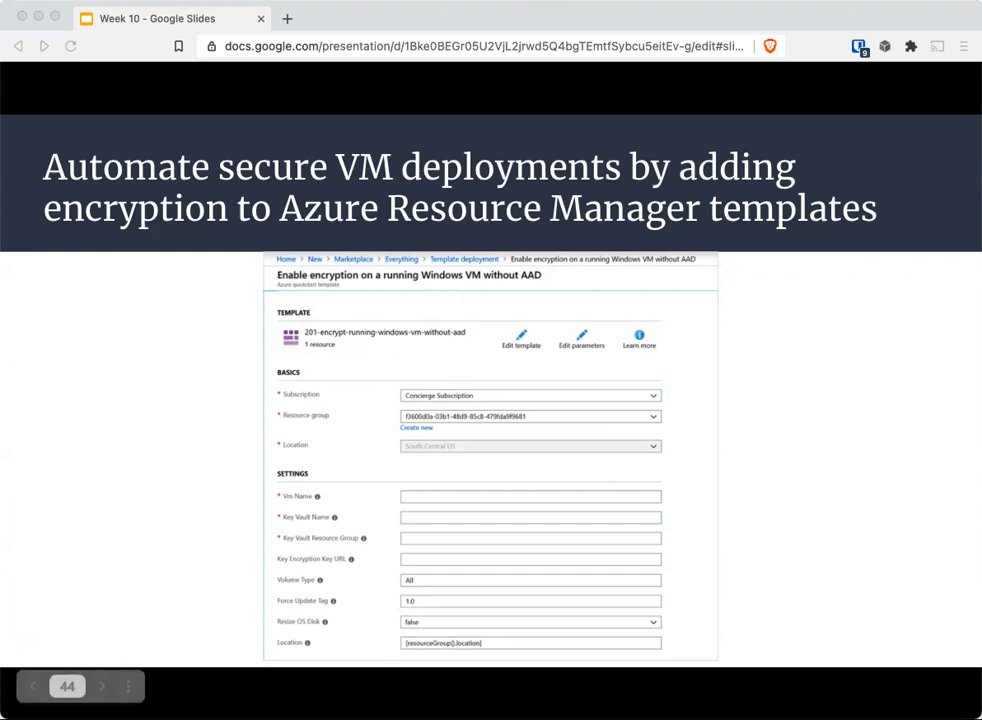 Week 10 - Google Slides
docs.google.com/presentation/d/1Bke0BEGr05U2VjL2jrwd5Q4bgTEmtfSybcu5eitEv-g/edit#sli...
9
Automate secure VM deployments by adding
encryption to Azure Resource Manager templates
Home > New > Marketplace > Everything > Template deployment > Enable encryption on a running Windows VM without AAD
Enable encryption on a running Windows VM without AAD
Azure quickstart template
TEMPLATE
201-encrypt-running-windows-vm-without-aad
1 resource
Edit template
Edit parameters
Learn more
BASICS
* Subscription
Concierge Subscription
* Resource group
f3600d0a-03b1-48d9-85c8-479fda9f9681
Create new
* Location
South Central US
SETTINGS
* Vm Name
* Key Vault Name
* Key Vault Resource Group
Key Encryption Key URL
Volume Type
All
Force Update Tag
1.0
Resize OS Disk
false
Location
[resourceGroup().location]
44